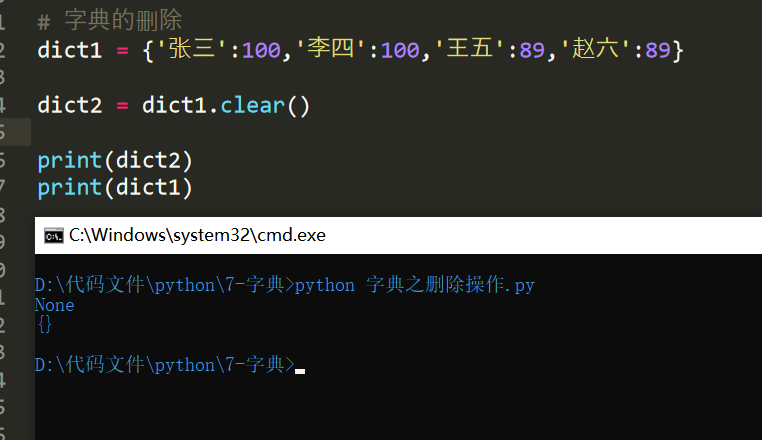 # 字典的删除
dict1 = {'张三':100,'李四':100,'王五':89,'赵六':89}
dict2 = dict1.clear()
print(dict2)
print(dict1)
C:\Windows\system32\cmd.exe
D:\代码文件\python\7-字典>python 字典之删除操作.py
None
{}
D:\代码文件\python\7-字典>